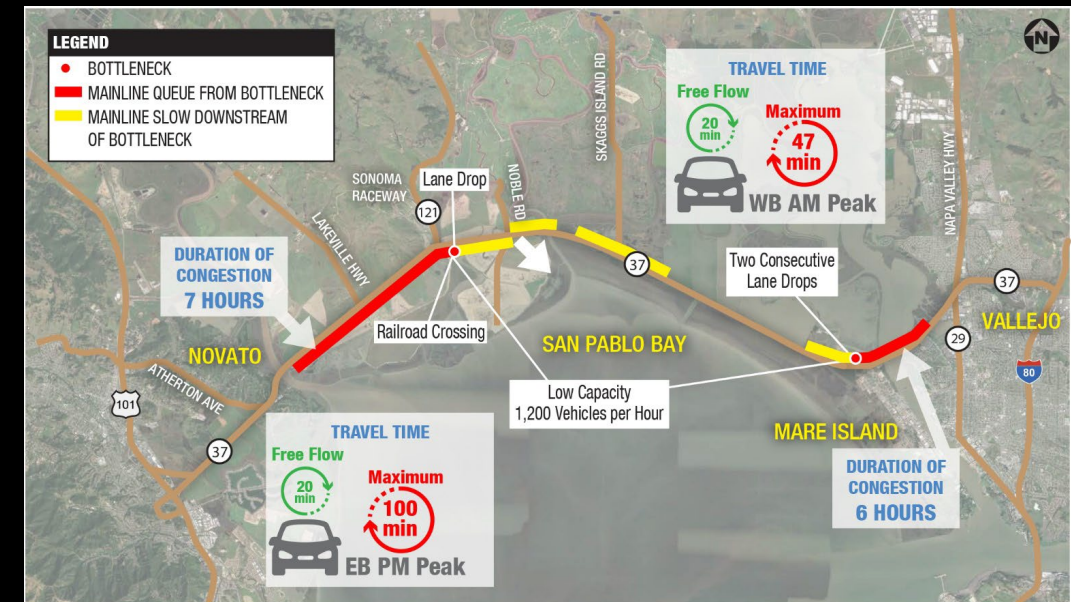 LEGEND
BOTTLENECK
MAINLINE QUEUE FROM BOTTLENECK
MAINLINE SLOW DOWNSTREAM
OF BOTTLENECK
N
TRAVEL TIME
Free Flow
20
min
Maximum
47
min
WB AM Peak
SKAGGS ISLAND RD
NAPA VALLEY HWY
NOBLE RD
SONOMA
RACEWAY
121
Lane Drop
LAKEVILLE HWY
DURATION OF
CONGESTION
7 HOURS
Railroad Crossing
37
Two Consecutive
Lane Drops
37
VALLEJO
29
80
NOVATO
SAN PABLO BAY
ATHERTON AVE
101
Low Capacity
1,200 Vehicles per Hour
MARE ISLAND
37
TRAVEL TIME
Free Flow
20
min
Maximum
100
min
EB PM Peak
DURATION OF
CONGESTION
6 HOURS